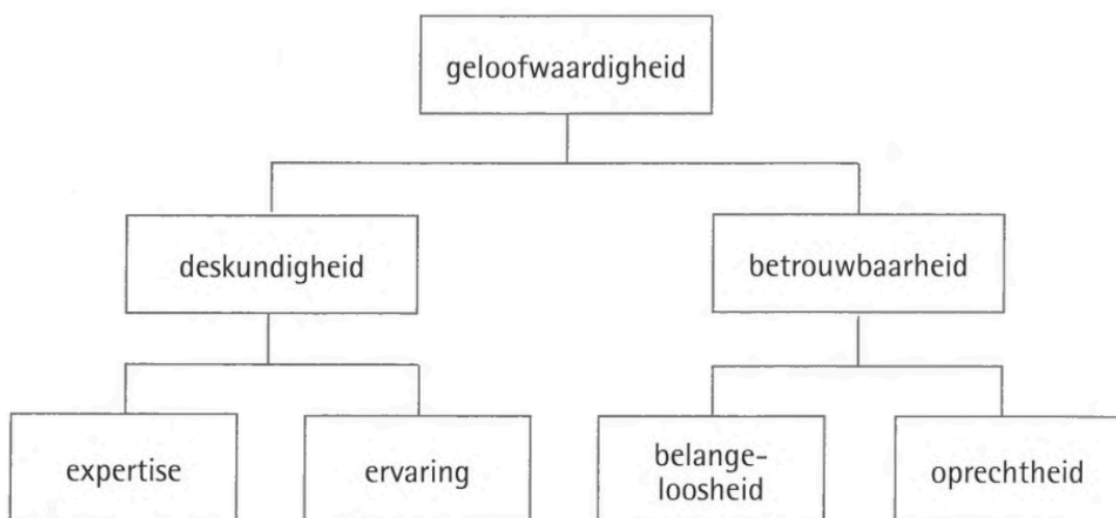 geloofwaardigheid
deskundigheid
betrouwbaarheid
expertise
ervaring
belange-
loosheid
oprechtheid